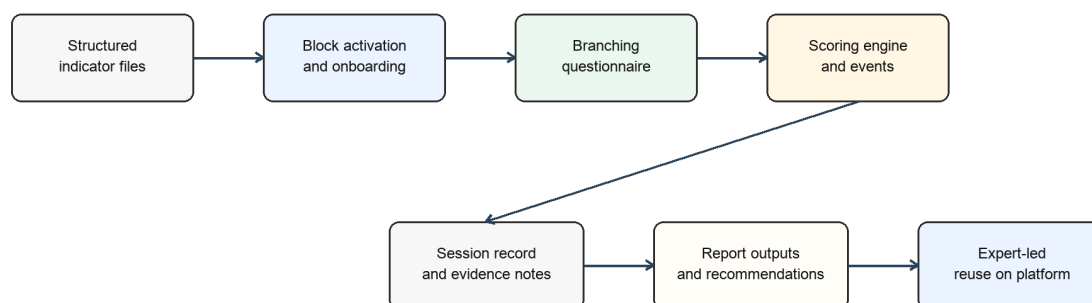 Structured
indicator files
Block activation
and onboarding
Branching
questionnaire
Scoring engine
and events
Session record
and evidence notes
Report outputs
and recommendations
Expert-led
reuse on platform